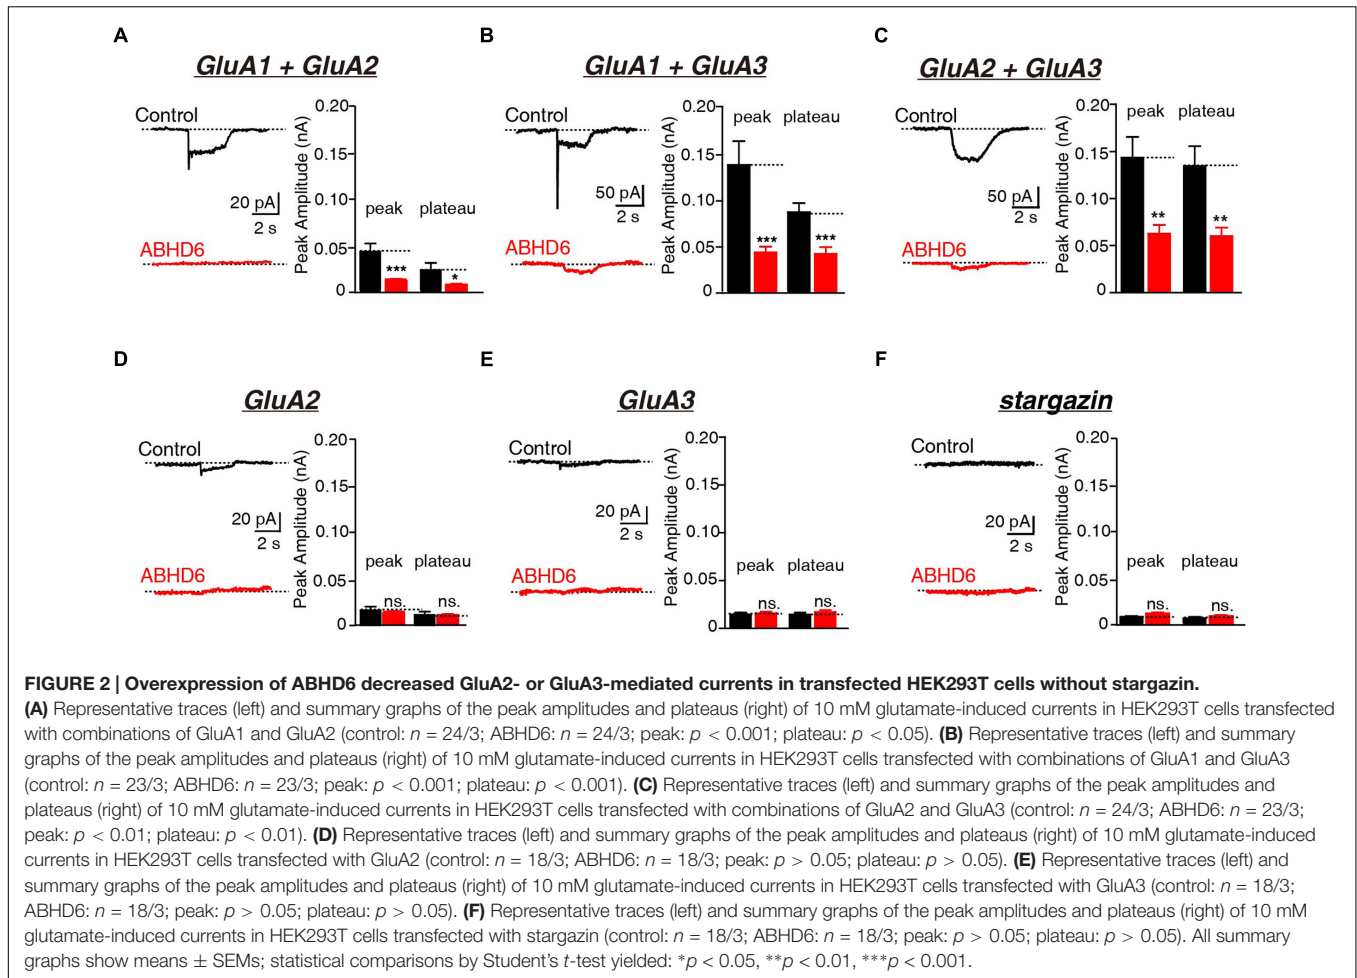 A
GluA1 + GluA2
Control
20 pA
2 s
ABHD6
Peak Amplitude (nA)
0.20
0.15
0.10
0.05
0
peak
plateau
***
*
B
GluA1 + GluA3
Control
50 pA
2 s
ABHD6
Peak Amplitude (nA)
0.20
0.15
0.10
0.05
0
peak
plateau
***
***
C
GluA2 + GluA3
Control
50 pA
2 s
ABHD6
Peak Amplitude (nA)
0.20
0.15
0.10
0.05
0
peak
plateau
**
**
D
GluA2
Control
20 pA
2 s
ABHD6
Peak Amplitude (nA)
0.20
0.15
0.10
0.05
0
peak
plateau
ns.
ns.
E
GluA3
Control
20 pA
2 s
ABHD6
Peak Amplitude (nA)
0.20
0.15
0.10
0.05
0
peak
plateau
ns.
ns.
F
stargazin
Control
20 pA
2 s
ABHD6
Peak Amplitude (nA)
0.20
0.15
0.10
0.05
0
peak
plateau
ns.
ns.
FIGURE 2 | Overexpression of ABHD6 decreased GluA2- or GluA3-mediated currents in transfected HEK293T cells without stargazin.
(A) Representative traces (left) and summary graphs of the peak amplitudes and plateaus (right) of 10 mM glutamate-induced currents in HEK293T cells transfected
with combinations of GluA1 and GluA2 (control: n = 24/3; ABHD6: n = 24/3; peak: p < 0.001; plateau: p < 0.05). (B) Representative traces (left) and summary
graphs of the peak amplitudes and plateaus (right) of 10 mM glutamate-induced currents in HEK293T cells transfected with combinations of GluA1 and GluA3
(control: n = 23/3; ABHD6: n = 23/3; peak: p < 0.001; plateau: p < 0.001). (C) Representative traces (left) and summary graphs of the peak amplitudes and
plateaus (right) of 10 mM glutamate-induced currents in HEK293T cells transfected with combinations of GluA2 and GluA3 (control: n = 24/3; ABHD6: n = 23/3;
peak: p < 0.01; plateau: p < 0.01). (D) Representative traces (left) and summary graphs of the peak amplitudes and plateaus (right) of 10 mM glutamate-induced
currents in HEK293T cells transfected with GluA2 (control: n = 18/3; ABHD6: n = 18/3; peak: p > 0.05; plateau: p > 0.05). (E) Representative traces (left) and
summary graphs of the peak amplitudes and plateaus (right) of 10 mM glutamate-induced currents in HEK293T cells transfected with GluA3 (control: n = 18/3;
ABHD6: n = 18/3; peak: p > 0.05; plateau: p > 0.05). (F) Representative traces (left) and summary graphs of the peak amplitudes and plateaus (right) of 10 mM
glutamate-induced currents in HEK293T cells transfected with stargazin (control: n = 18/3; ABHD6: n = 18/3; peak: p > 0.05; plateau: p > 0.05). All summary
graphs show means ± SEMs; statistical comparisons by Student's t-test yielded: *p < 0.05, **p < 0.01, ***p < 0.001.